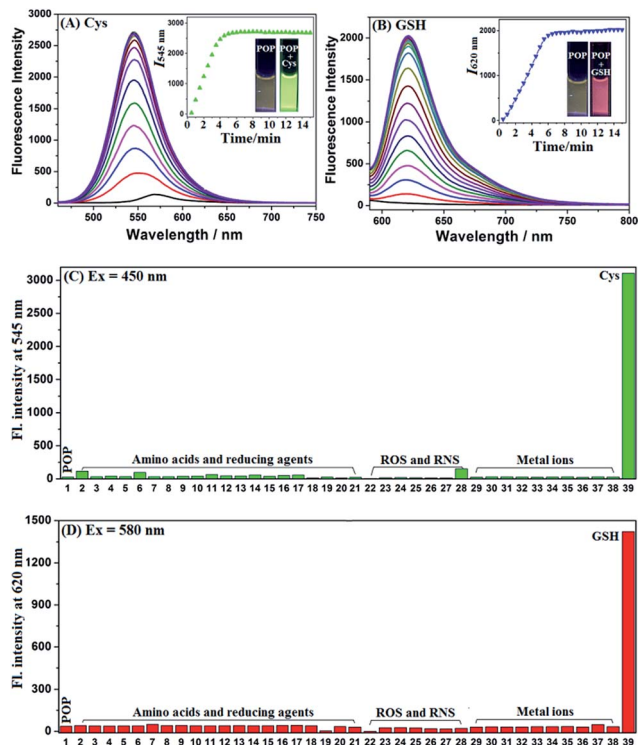 (A) Cys
Fluorescence Intensity
3000
2500
2000
1500
1000
500
0
500
550
600
650
700
750
Wavelength / nm
I545 nm
3000
2000
1000
0
0 2 4 6 8 10 12 14
Time/min
POP
POP
+
Cys
(B) GSH
Fluorescence Intensity
2000
1500
1000
500
0
600
650
700
750
800
Wavelength / nm
I620 nm
2000
1000
0
0 2 4 6 8 10 12 14
Time/min
POP
POP
+
GSH
(C) Ex = 450 nm
Cys
Fl. intensity at 545 nm
3000
2500
2000
1500
1000
500
0
POP
Amino acids and reducing agents
ROS and RNS
Metal ions
1 2 3 4 5 6 7 8 9 10 11 12 13 14 15 16 17 18 19 20 21 22 23 24 25 26 27 28 29 30 31 32 33 34 35 36 37 38 39
(D) Ex = 580 nm
GSH
Fl. intensity at 620 nm
1500
1200
900
600
300
0
POP
Amino acids and reducing agents
ROS and RNS
Metal ions
1 2 3 4 5 6 7 8 9 10 11 12 13 14 15 16 17 18 19 20 21 22 23 24 25 26 27 28 29 30 31 32 33 34 35 36 37 38 39